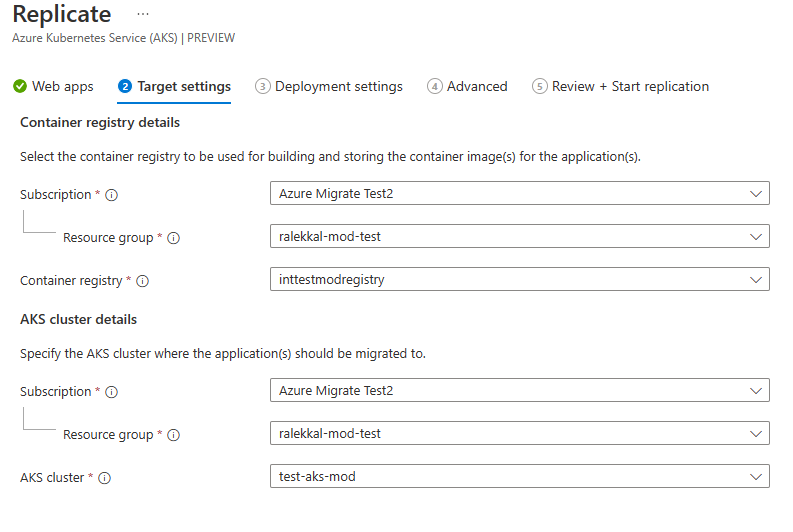 Replicate ...
Azure Kubernetes Service (AKS) | PREVIEW
Web apps 2 Target settings 3 Deployment settings 4 Advanced 5 Review + Start replication
Container registry details
Select the container registry to be used for building and storing the container image(s) for the application(s).
Subscription * Azure Migrate Test2
Resource group * ralekkal-mod-test
Container registry * inttestmodregistry
AKS cluster details
Specify the AKS cluster where the application(s) should be migrated to.
Subscription * Azure Migrate Test2
Resource group * ralekkal-mod-test
AKS cluster * test-aks-mod